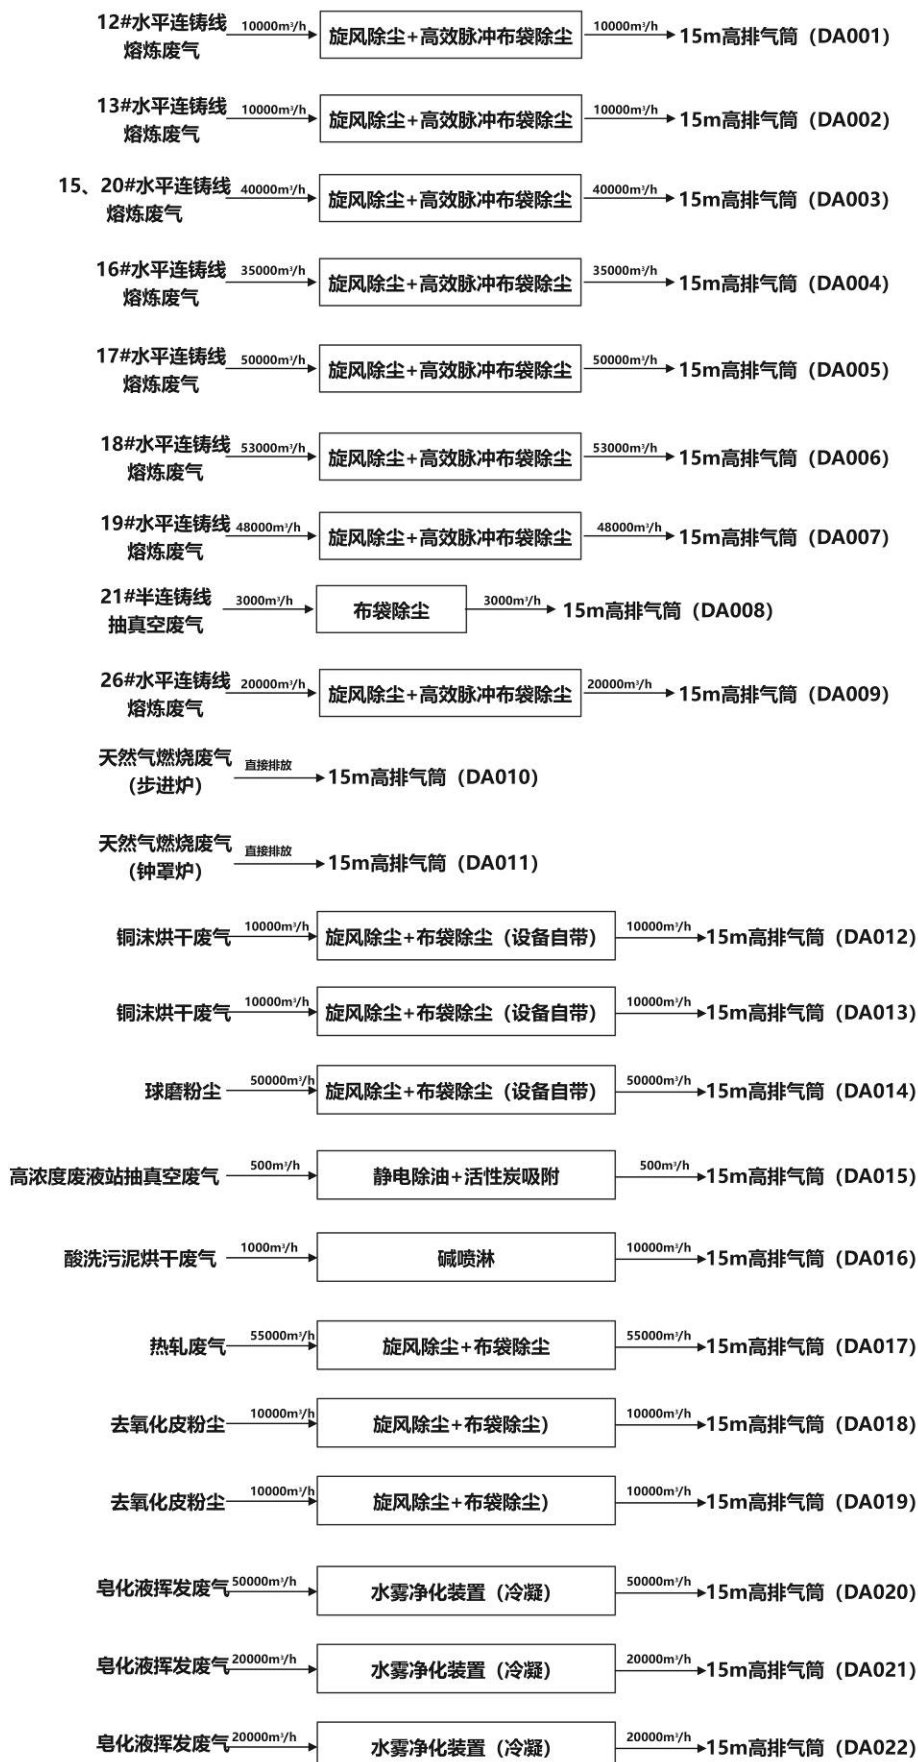 12#水平连铸线
熔炼废气
10000m³/h
旋风除尘+高效脉冲布袋除尘
10000m³/h
15m高排气筒（DA001）
13#水平连铸线
熔炼废气
10000m³/h
旋风除尘+高效脉冲布袋除尘
10000m³/h
15m高排气筒（DA002）
15、20#水平连铸线
熔炼废气
40000m³/h
旋风除尘+高效脉冲布袋除尘
40000m³/h
15m高排气筒（DA003）
16#水平连铸线
熔炼废气
35000m³/h
旋风除尘+高效脉冲布袋除尘
35000m³/h
15m高排气筒（DA004）
17#水平连铸线
熔炼废气
50000m³/h
旋风除尘+高效脉冲布袋除尘
50000m³/h
15m高排气筒（DA005）
18#水平连铸线
熔炼废气
53000m³/h
旋风除尘+高效脉冲布袋除尘
53000m³/h
15m高排气筒（DA006）
19#水平连铸线
熔炼废气
48000m³/h
旋风除尘+高效脉冲布袋除尘
48000m³/h
15m高排气筒（DA007）
21#半连铸线
抽真空废气
3000m³/h
布袋除尘
3000m³/h
15m高排气筒（DA008）
26#水平连铸线
熔炼废气
20000m³/h
旋风除尘+高效脉冲布袋除尘
20000m³/h
15m高排气筒（DA009）
天然气燃烧废气
（步进炉）
直接排放
15m高排气筒（DA010）
天然气燃烧废气
（钟罩炉）
直接排放
15m高排气筒（DA011）
铜沫烘干废气
10000m³/h
旋风除尘+布袋除尘（设备自带）
10000m³/h
15m高排气筒（DA012）
铜沫烘干废气
10000m³/h
旋风除尘+布袋除尘（设备自带）
10000m³/h
15m高排气筒（DA013）
球磨粉尘
50000m³/h
旋风除尘+布袋除尘（设备自带）
50000m³/h
15m高排气筒（DA014）
高浓度废液站抽真空废气
500m³/h
静电除油+活性炭吸附
500m³/h
15m高排气筒（DA015）
酸洗污泥烘干废气
1000m³/h
碱喷淋
10000m³/h
15m高排气筒（DA016）
热轧废气
55000m³/h
旋风除尘+布袋除尘
55000m³/h
15m高排气筒（DA017）
去氧化皮粉尘
10000m³/h
旋风除尘+布袋除尘）
10000m³/h
15m高排气筒（DA018）
去氧化皮粉尘
10000m³/h
旋风除尘+布袋除尘）
10000m³/h
15m高排气筒（DA019）
皂化液挥发废气
50000m³/h
水雾净化装置（冷凝）
50000m³/h
15m高排气筒（DA020）
皂化液挥发废气
20000m³/h
水雾净化装置（冷凝）
20000m³/h
15m高排气筒（DA021）
皂化液挥发废气
20000m³/h
水雾净化装置（冷凝）
20000m³/h
15m高排气筒（DA022）